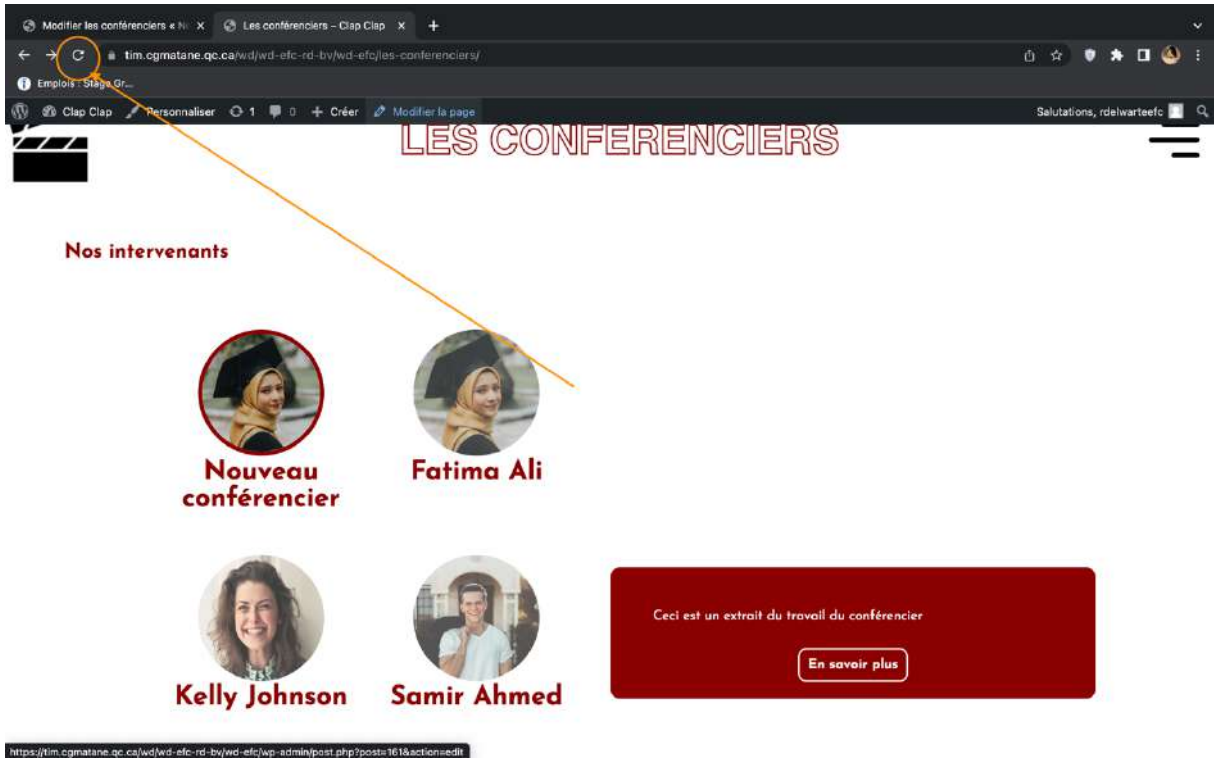 Modifier les conférenciers « N
Les conférenciers – Clap Clap
tim.cgmatane.qc.ca/wd/wd-efc-rd-bv/wd-efc/les-conferenciers/
Emplois : Stage Gr...
Clap Clap Personnaliser 1 0 + Créer Modifier la page Salutations, rdelwarteefc
LES CONFERENCIERS
Nos intervenants
Nouveau
conférencier
Fatima Ali
Kelly Johnson
Samir Ahmed
Ceci est un extrait du travail du conférencier
En savoir plus
https://tim.cgmatane.qc.ca/wd/wd-efc-rd-bv/wd-efc/wp-admin/post.php?post=161&action=edit